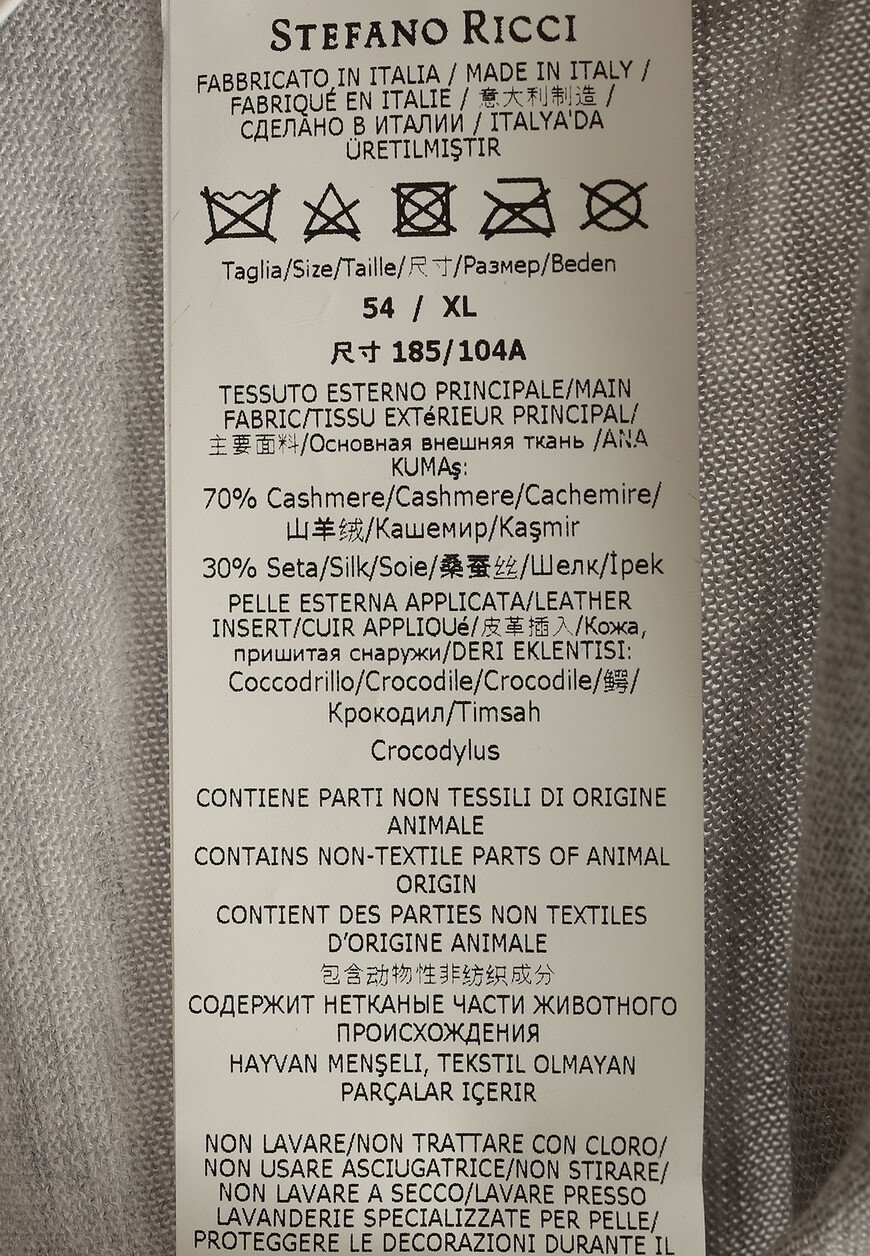 STEFANO RICCI
FABBRICATO IN ITALIA / MADE IN ITALY /
FABRIQUÉ EN ITALIE / 意大利制造 /
СДЕЛАНО В ИТАЛИИ / ITALYA'DA
ÜRETILMIŞTIR
Taglia/Size/Taille/尺寸/Размер/Beden
54 / XL
尺寸 185/104A
TESSUTO ESTERNO PRINCIPALE/MAIN
FABRIC/TISSU EXTéRIEUR PRINCIPAL/
主要面料/Основная внешняя ткань /ANA
KUMAş:
70% Cashmere/Cashmere/Cachemire/
山羊绒/Кашемир/Kaşmir
30% Seta/Silk/Soie/桑蚕丝/Шелк/İpek
PELLE ESTERNA APPLICATA/LEATHER
INSERT/CUIR APPLIQUé/皮革插入/Кожа,
пришитая снаружи/DERI EKLENTISI:
Coccodrillo/Crocodile/Crocodile/鳄/
Крокодил/Timsah
Crocodylus
CONTIENE PARTI NON TESSILI DI ORIGINE
ANIMALE
CONTAINS NON-TEXTILE PARTS OF ANIMAL
ORIGIN
CONTIENT DES PARTIES NON TEXTILES
D'ORIGINE ANIMALE
包含动物性非纺织成分
СОДЕРЖИТ НЕТКАНЫЕ ЧАСТИ ЖИВОТНОГО
ПРОИСХОЖДЕНИЯ
HAYVAN MENŞELI, TEKSTIL OLMAYAN
PARÇALAR IÇERIR
NON LAVARE/NON TRATTARE CON CLORO/
NON USARE ASCIUGATRICE/NON STIRARE/
NON LAVARE A SECCO/LAVARE PRESSO
LAVANDERIE SPECIALIZZATE PER PELLE/
PROTEGGERE LE DECORAZIONI DURANTE IL